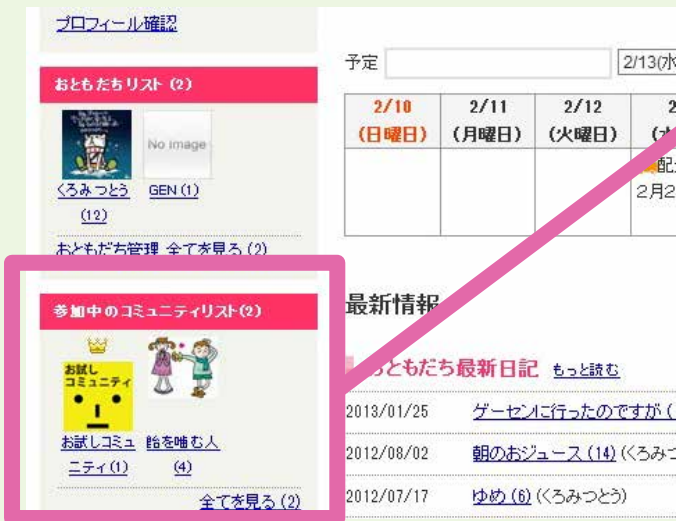 プロフィール確認
おともだちリスト (2)
No image
くろみつとう
(12)
GEN (1)
おともだち管理 全てを見る (2)
参加中のコミュニティリスト(2)
お試し
コミュニティ
お試しコミュ
ニティ (1)
飴を噛む人
(4)
全てを見る (2)
予定
2/13(水
2/10
(日曜日)
2/11
(月曜日)
2/12
(火曜日)
2月2
最新情報
ともだち最新日記 もっと読む
2013/01/25 ゲーセンに行ったのですが (
2012/08/02 朝のおジュース (14) (くろみつ
2012/07/17 ゆめ (6) (くろみつとう)